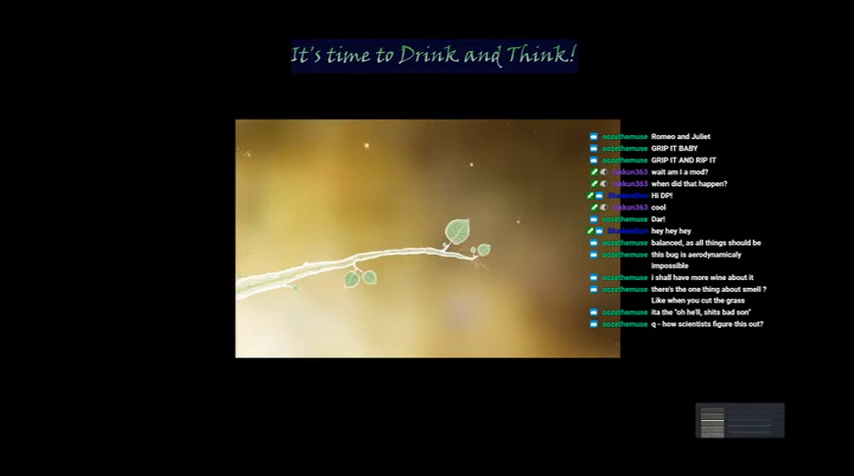 It's time to Drink and Think!
oozethemuse Romeo and Juliet
oozethemuse GRIP IT BABY
oozethemuse GRIP IT AND RIP IT
wait am I a mod?
when did that happen?
Hi DP!
cool
oozethemuse Dar!
hey hey hey
oozethemuse balanced, as all things should be
oozethemuse this bug is aerodynamicaly
impossible
oozethemuse i shall have more wine about it
oozethemuse there's the one thing about smell ?
Like when you cut the grass
oozethemuse ita the "oh he'll, shits bad son"
oozethemuse q - how scientists figure this out?